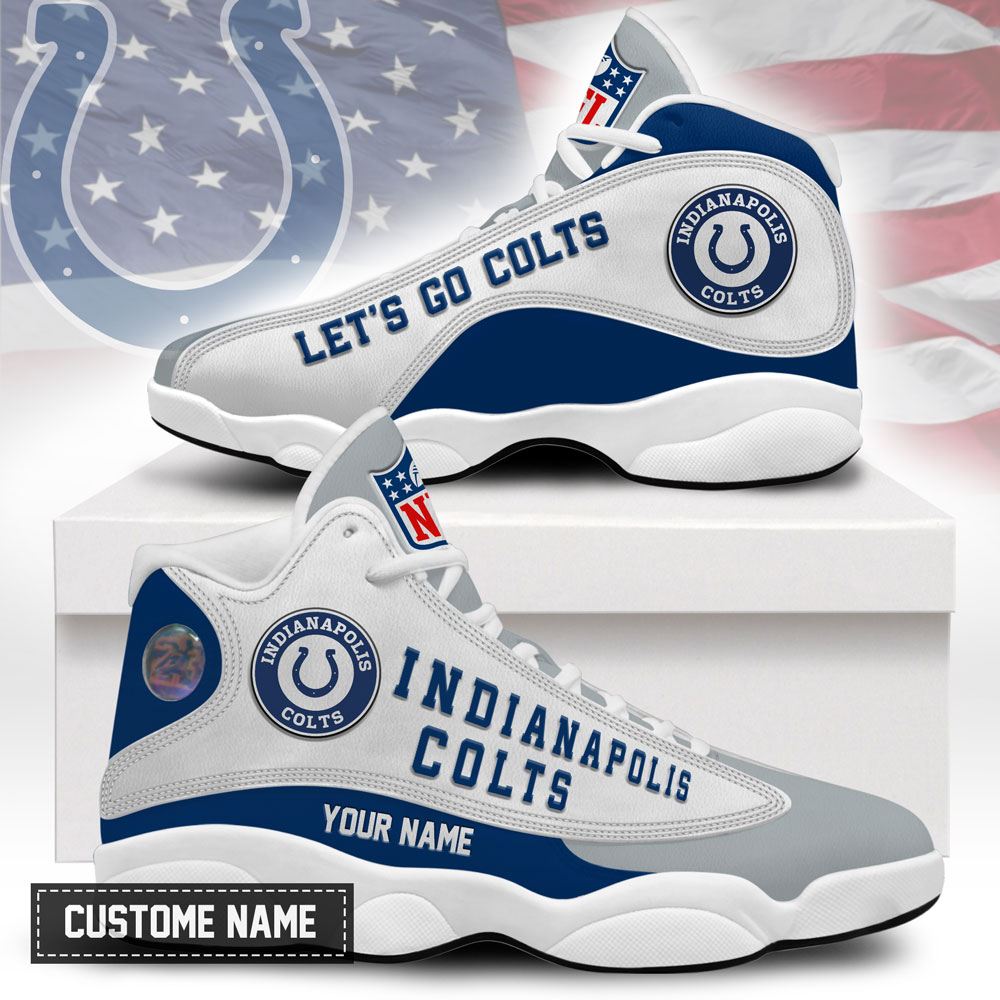 LET'S GO COLTS
INDIANAPOLIS
COLTS
INDIANAPOLIS
COLTS
INDIANAPOLIS
COLTS
YOUR NAME
CUSTOME NAME